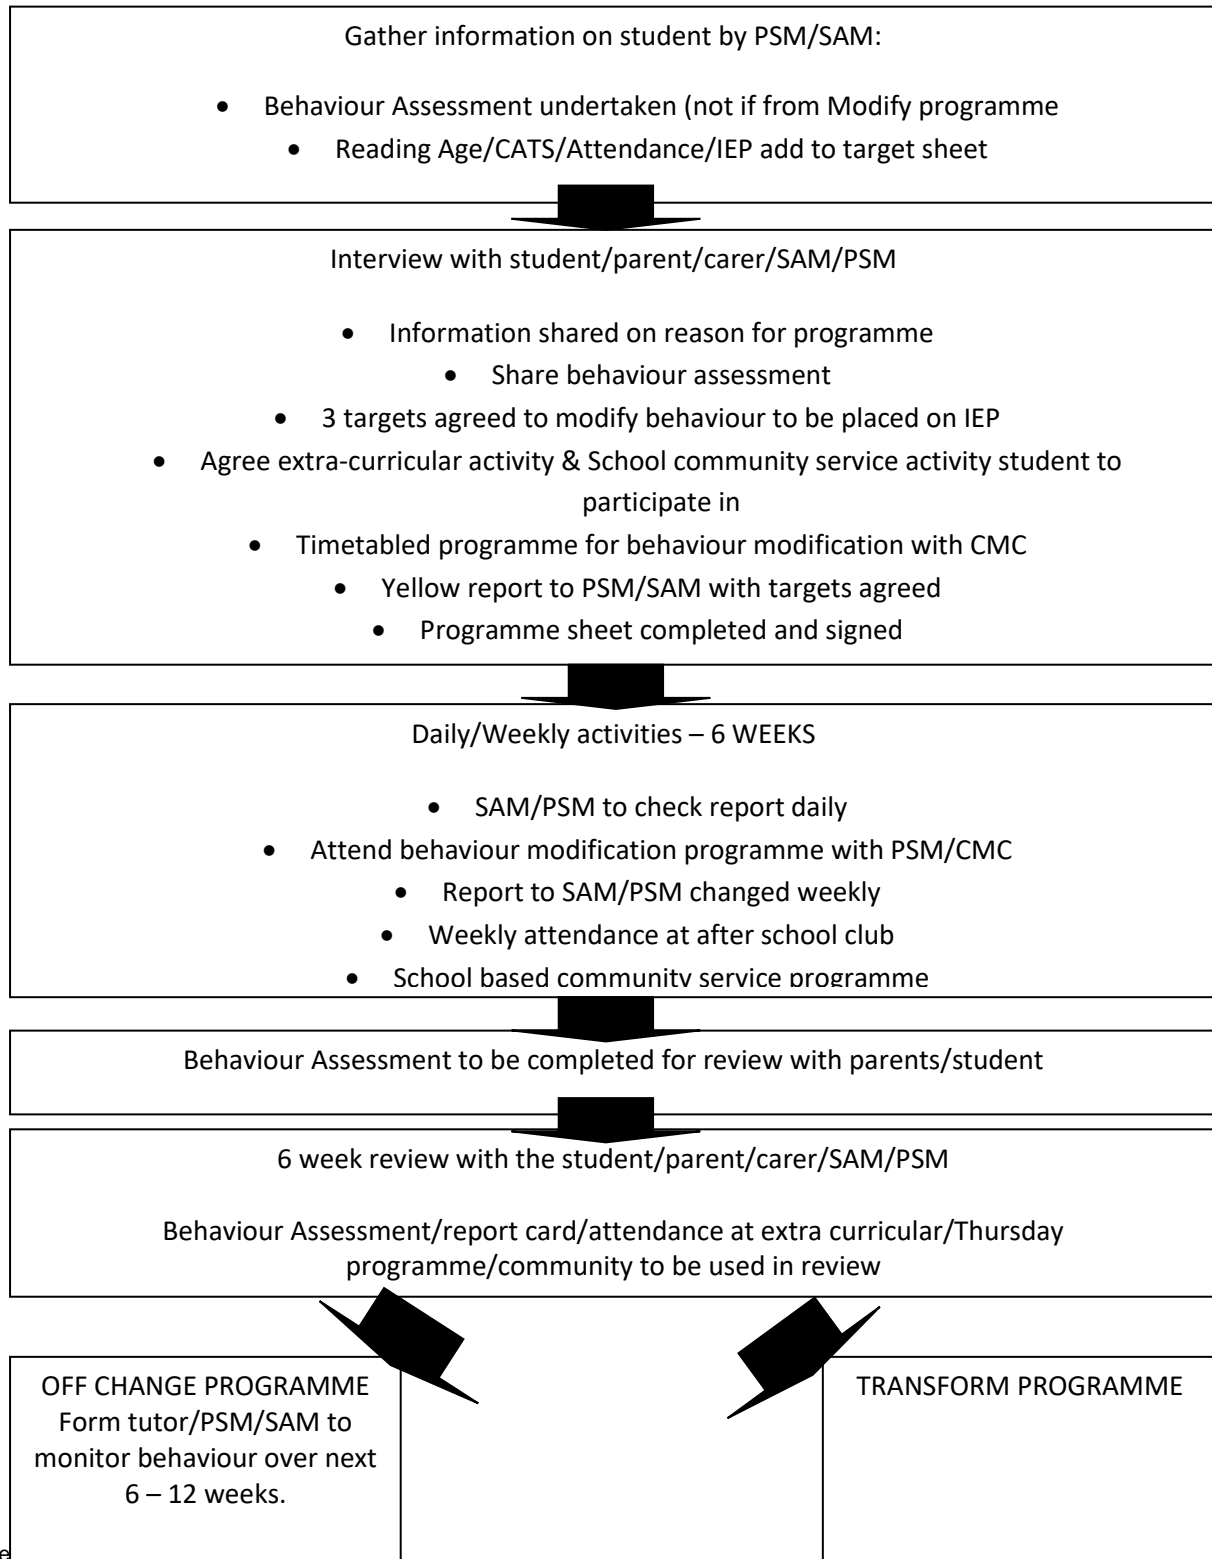 Gather information on student by PSM/SAM:
• Behaviour Assessment undertaken (not if from Modify programme
• Reading Age/CATS/Attendance/IEP add to target sheet
Interview with student/parent/carer/SAM/PSM
• Information shared on reason for programme
• Share behaviour assessment
• 3 targets agreed to modify behaviour to be placed on IEP
• Agree extra-curricular activity & School community service activity student to
participate in
• Timetabled programme for behaviour modification with CMC
• Yellow report to PSM/SAM with targets agreed
• Programme sheet completed and signed
Daily/Weekly activities – 6 WEEKS
• SAM/PSM to check report daily
• Attend behaviour modification programme with PSM/CMC
• Report to SAM/PSM changed weekly
• Weekly attendance at after school club
• School based community service programme
Behaviour Assessment to be completed for review with parents/student
6 week review with the student/parent/carer/SAM/PSM
Behaviour Assessment/report card/attendance at extra curricular/Thursday
programme/community to be used in review
OFF CHANGE PROGRAMME
Form tutor/PSM/SAM to
monitor behaviour over next
6 – 12 weeks.
TRANSFORM PROGRAMME
e